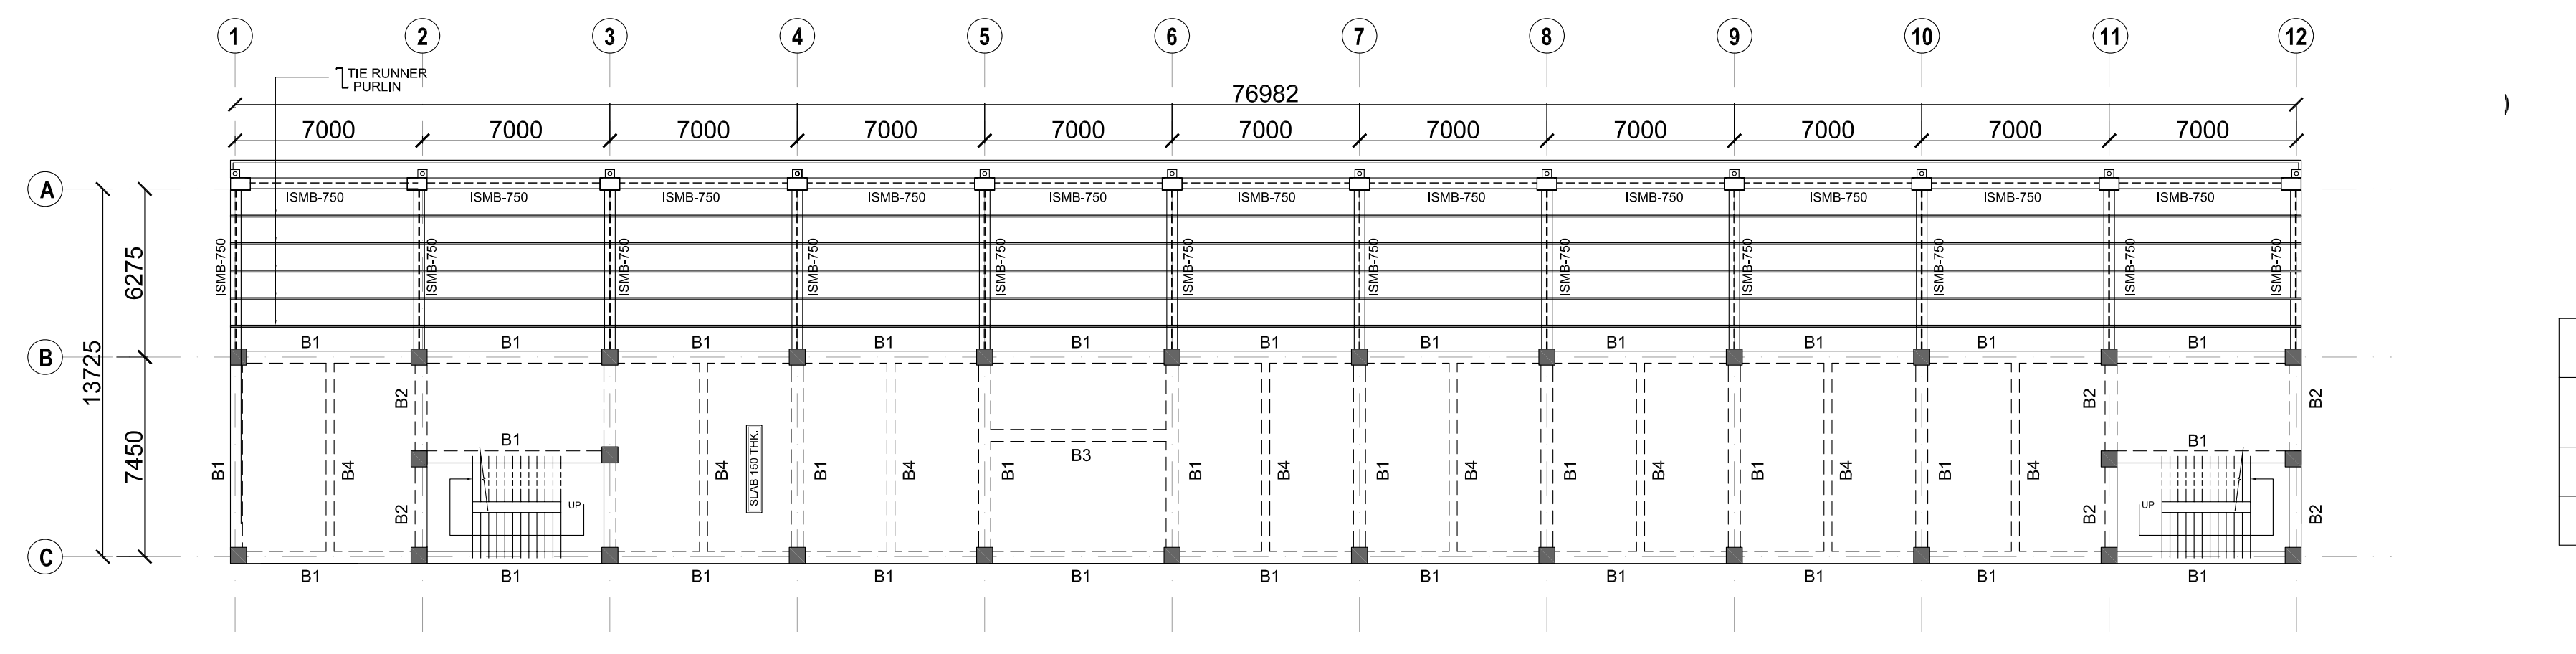 1 2 3 4 5 6 7 8 9 10 11 12
TIE RUNNER
PURLIN
76982
7000 7000 7000 7000 7000 7000 7000 7000 7000 7000 7000
A
ISMB-750 ISMB-750 ISMB-750 ISMB-750 ISMB-750 ISMB-750 ISMB-750 ISMB-750 ISMB-750 ISMB-750 ISMB-750
6275
ISMB-750 ISMB-750 ISMB-750 ISMB-750 ISMB-750 ISMB-750 ISMB-750 ISMB-750 ISMB-750 ISMB-750 ISMB-750 ISMB-750
B1 B1 B1 B1 B1 B1 B1 B1 B1 B1 B1
B
13725
B2 B2 B2
B1 B1
B3
7450
B1 B4 B4 B1 B4 B1 B1 B4 B1 B4 B1 B4 B1 B4 B1 B4
SLAB 150 THK.
UP UP
B2 B2 B2
C
B1 B1 B1 B1 B1 B1 B1 B1 B1 B1 B1